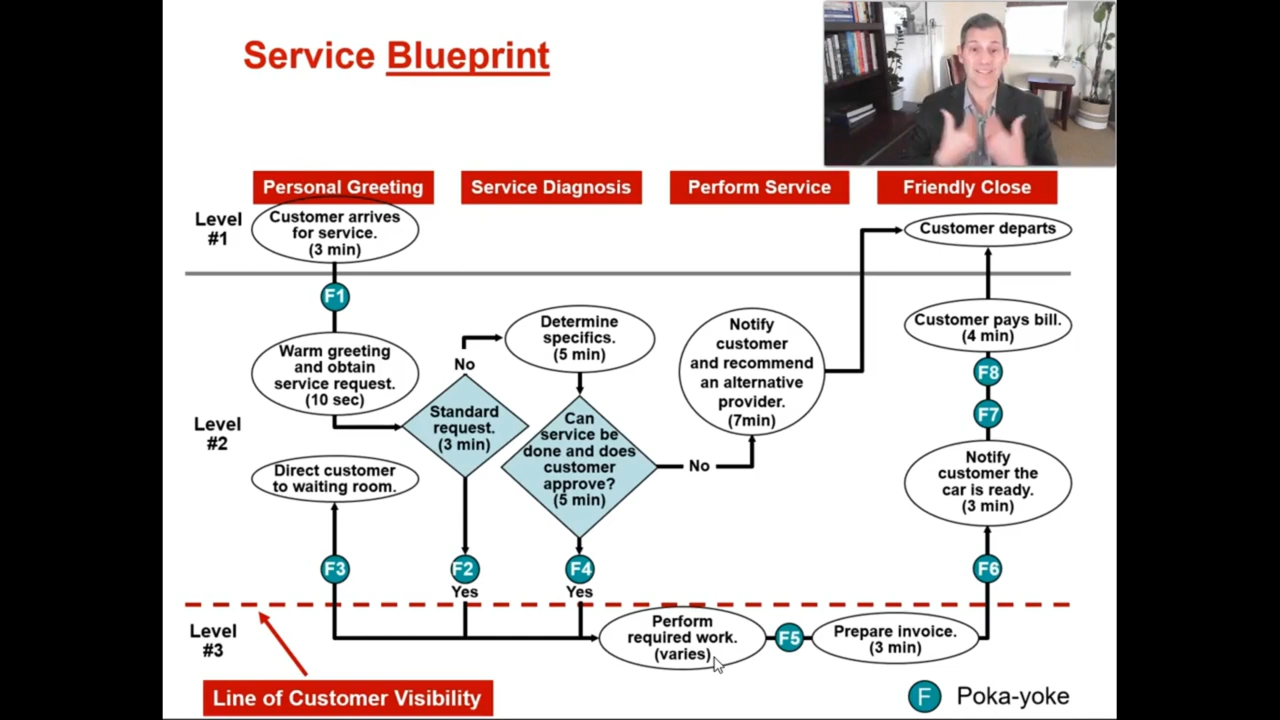 Service Blueprint
Personal Greeting
Service Diagnosis
Perform Service
Friendly Close
Level
#1
Customer arrives
for service.
(3 min)
Customer departs
F1
Warm greeting
and obtain
service request.
(10 sec)
No
Standard
request.
(3 min)
Determine
specifics.
(5 min)
Can
service be
done and does
customer
approve?
(5 min)
No
Notify
customer
and recommend
an alternative
provider.
(7min)
Customer pays bill.
(4 min)
F8
F7
Level
#2
Direct customer
to waiting room.
Notify
customer the
car is ready.
(3 min)
F3
F2
Yes
F4
Yes
F6
Level
#3
Perform
required work.
(varies)
F5
Prepare invoice.
(3 min)
Line of Customer Visibility
F Poka-yoke